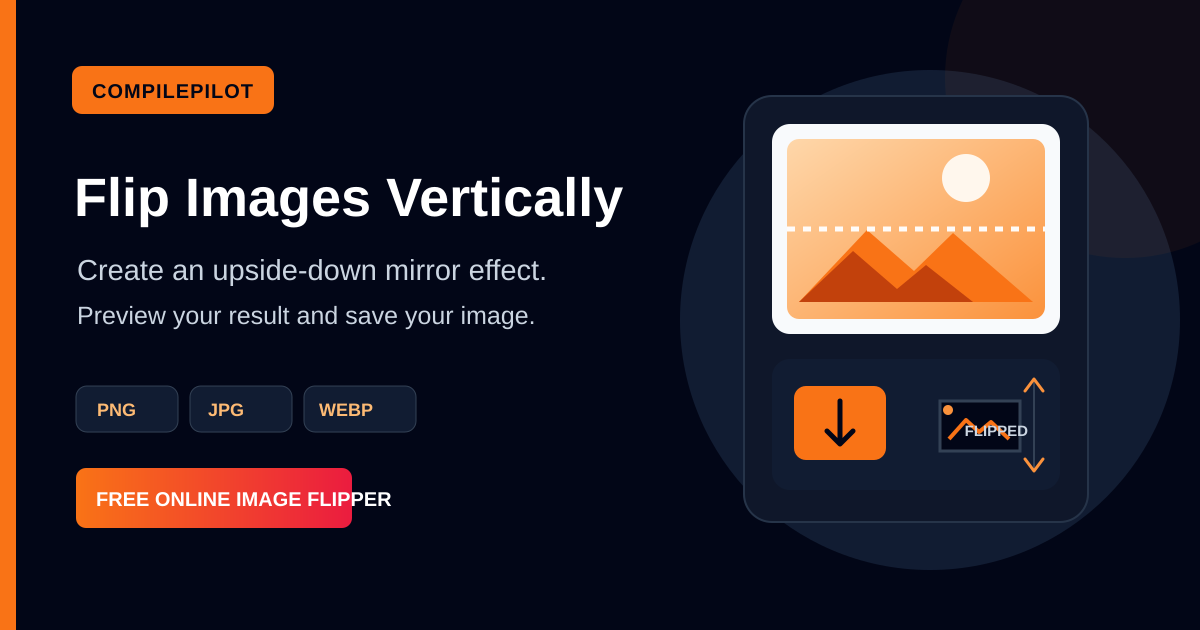 COMPILEPILOT
Flip Images Vertically
Create an upside-down mirror effect.
Preview your result and save your image.
PNG
JPG
WEBP
FREE ONLINE IMAGE FLIPPER
FLIPPED